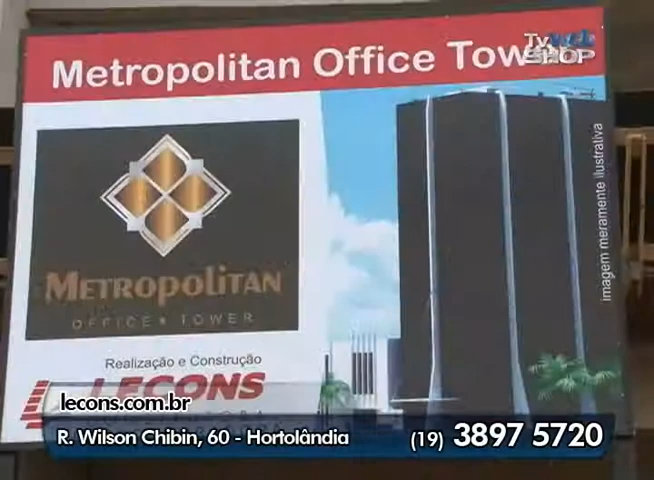 Metropolitan Office Tower
Tv web
SHOP
imagem meramente ilustrativa
METROPOLITAN
OFFICE TOWER
Realização e Construção
LECONS
lecons.com.br
R. Wilson Chibin, 60 - Hortolândia
(19) 3897 5720